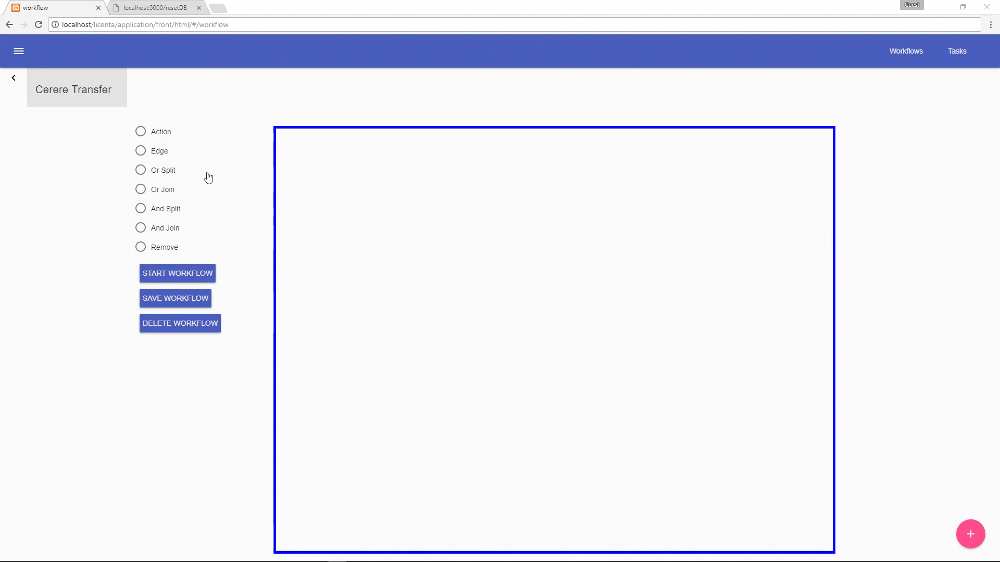 workflow
localhost:5000/resetDB
Guest
localhost/licenta/application/front/html/#/workflow
Workflows
Tasks
Cerere Transfer
Action
Edge
Or Split
Or Join
And Split
And Join
Remove
START WORKFLOW
SAVE WORKFLOW
DELETE WORKFLOW